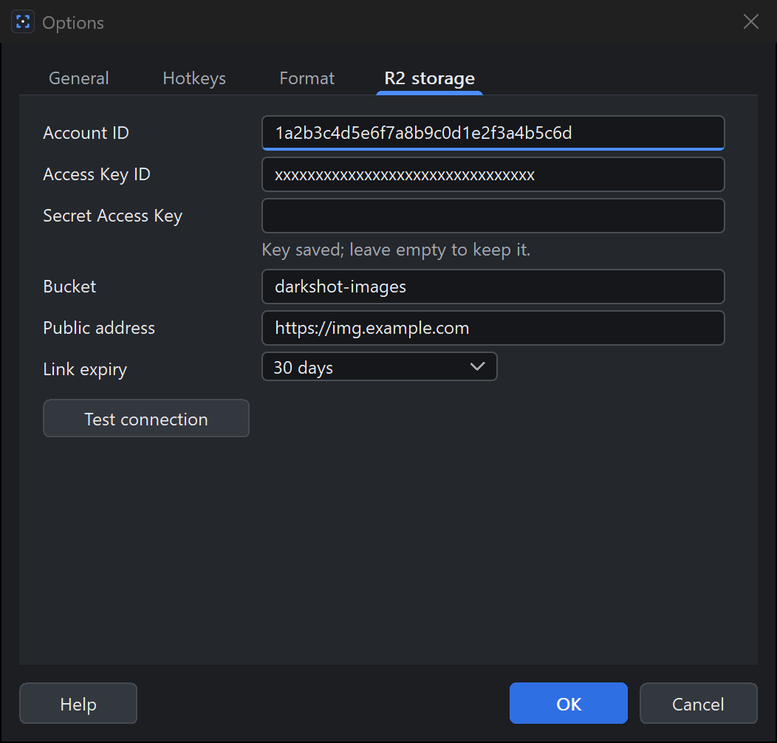 Options
General Hotkeys Format R2 storage
Account ID 1a2b3c4d5e6f7a8b9c0d1e2f3a4b5c6d
Access Key ID xxxxxxxxxxxxxxxxxxxxxxxxxxxxxxxx
Secret Access Key
Key saved; leave empty to keep it.
Bucket darkshot-images
Public address https://img.example.com
Link expiry 30 days
Test connection
Help OK Cancel